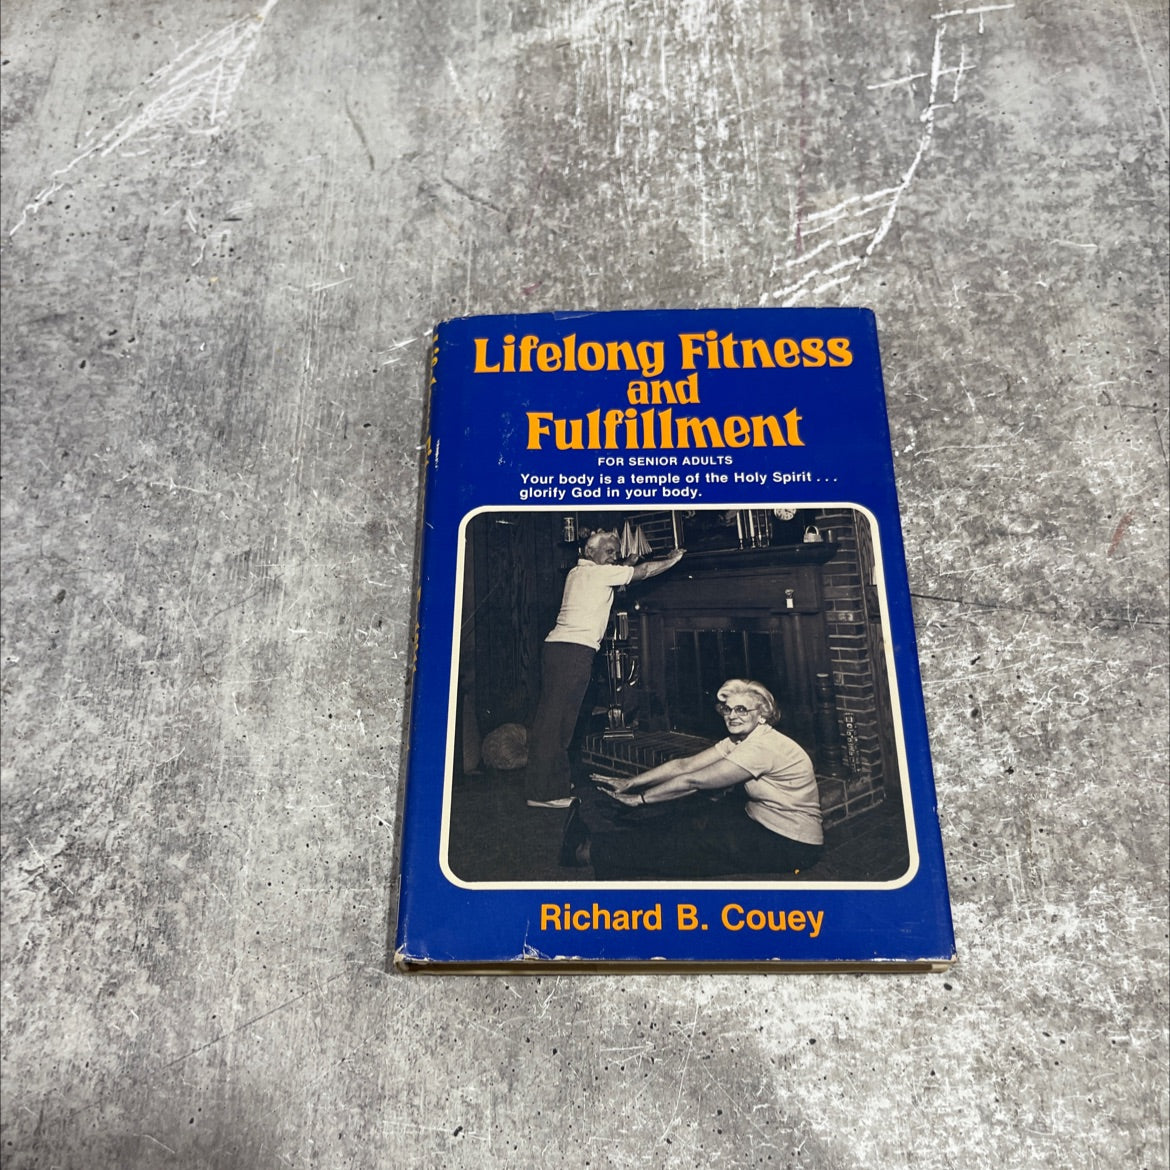 Lifelong Fitness
and
Fulfillment
FOR SENIOR ADULTS
Your body is a temple of the Holy Spirit . . .
glorify God in your body.
Richard B. Couey